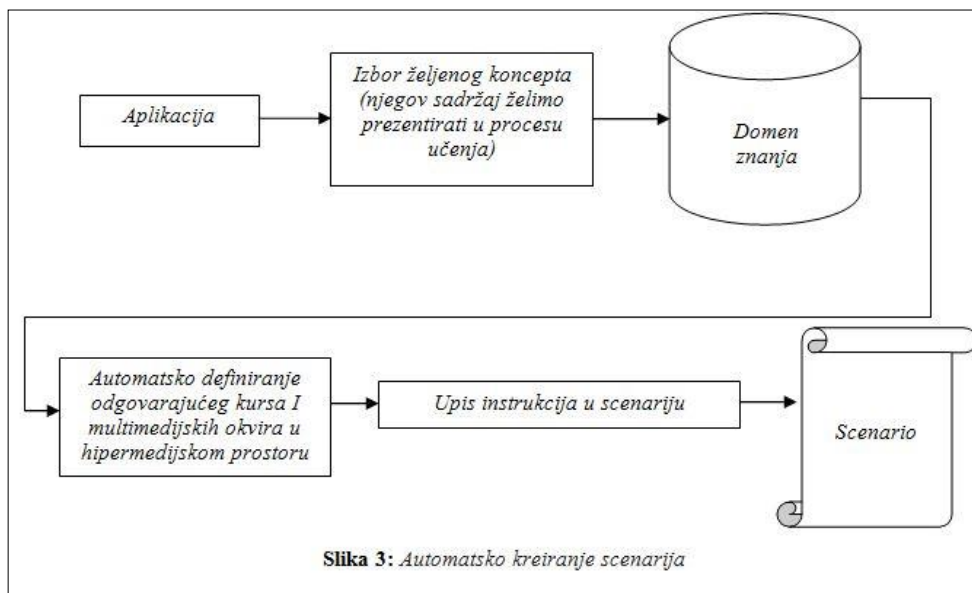 Aplikacija
Izbor željenog koncepta
(njegov sadržaj želimo
prezentirati u procesu
učenja)
Domen
znanja
Automatsko definiranje
odgovarajućeg kursa I
multimedijskih okvira u
hipermedijskom prostoru
Upis instrukcija u scenariju
Scenario
Slika 3: Automatsko kreiranje scenarija